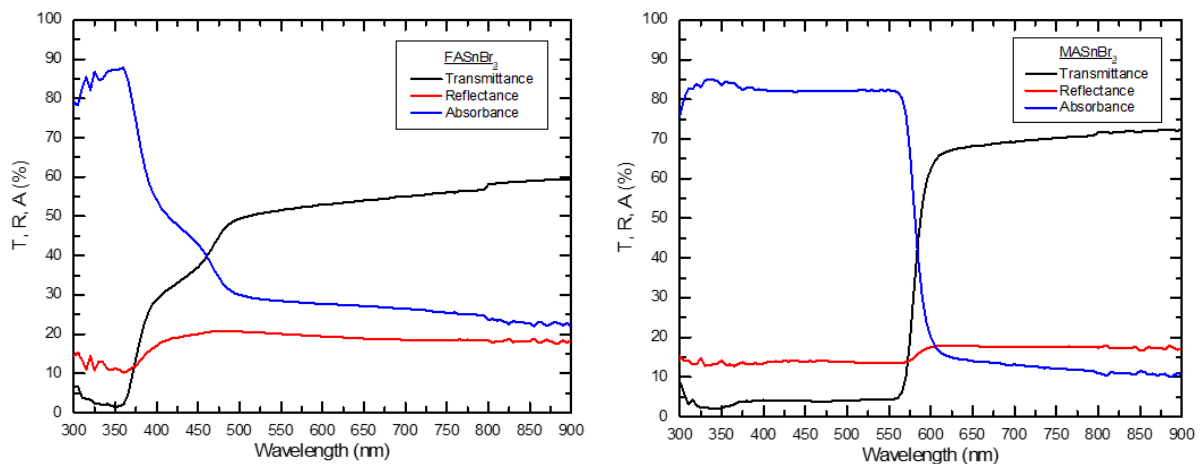 100
90
80
70
60
50
40
30
20
10
0
T, R, A (%)
FASnBr3
Transmittance
Reflectance
Absorbance
300 350 400 450 500 550 600 650 700 750 800 850 900
Wavelength (nm)
100
90
80
70
60
50
40
30
20
10
0
T, R, A (%)
MASnBr3
Transmittance
Reflectance
Absorbance
300 350 400 450 500 550 600 650 700 750 800 850 900
Wavelength (nm)